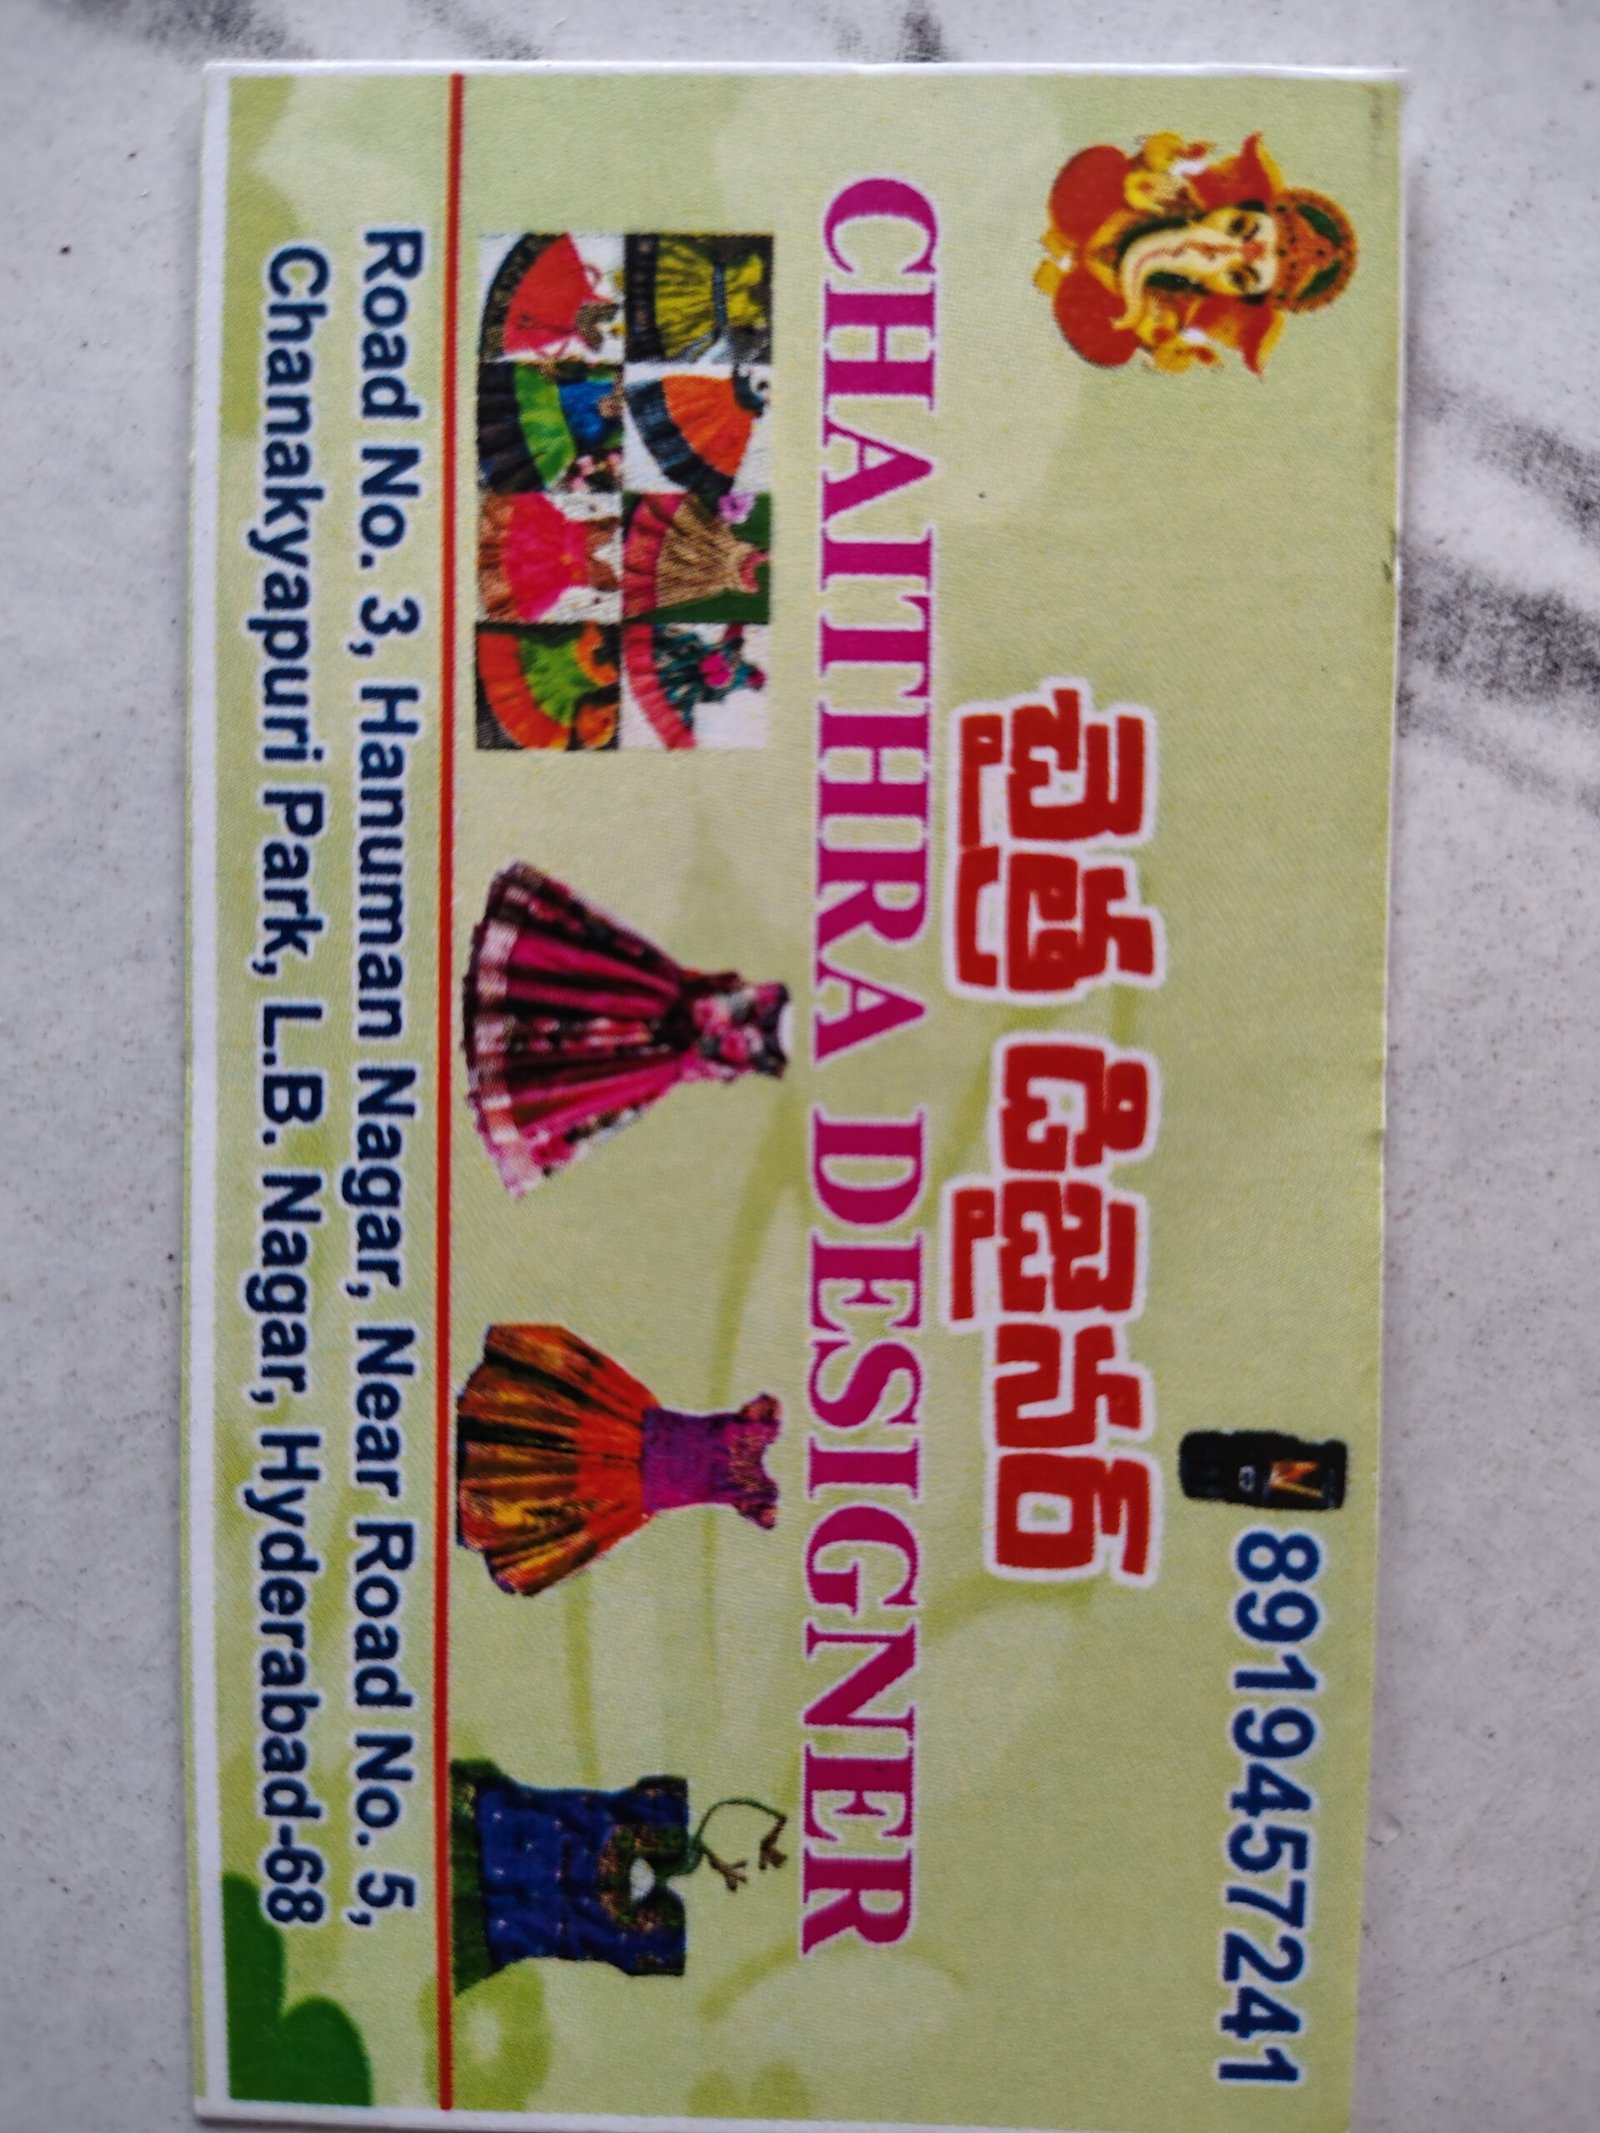 8919457241
చైత్ర డిజైనర్
CHAITHRA DESIGNER
Road No. 3, Hanuman Nagar, Near Road No. 5,
Chanakyapuri Park, L.B. Nagar, Hyderabad-68